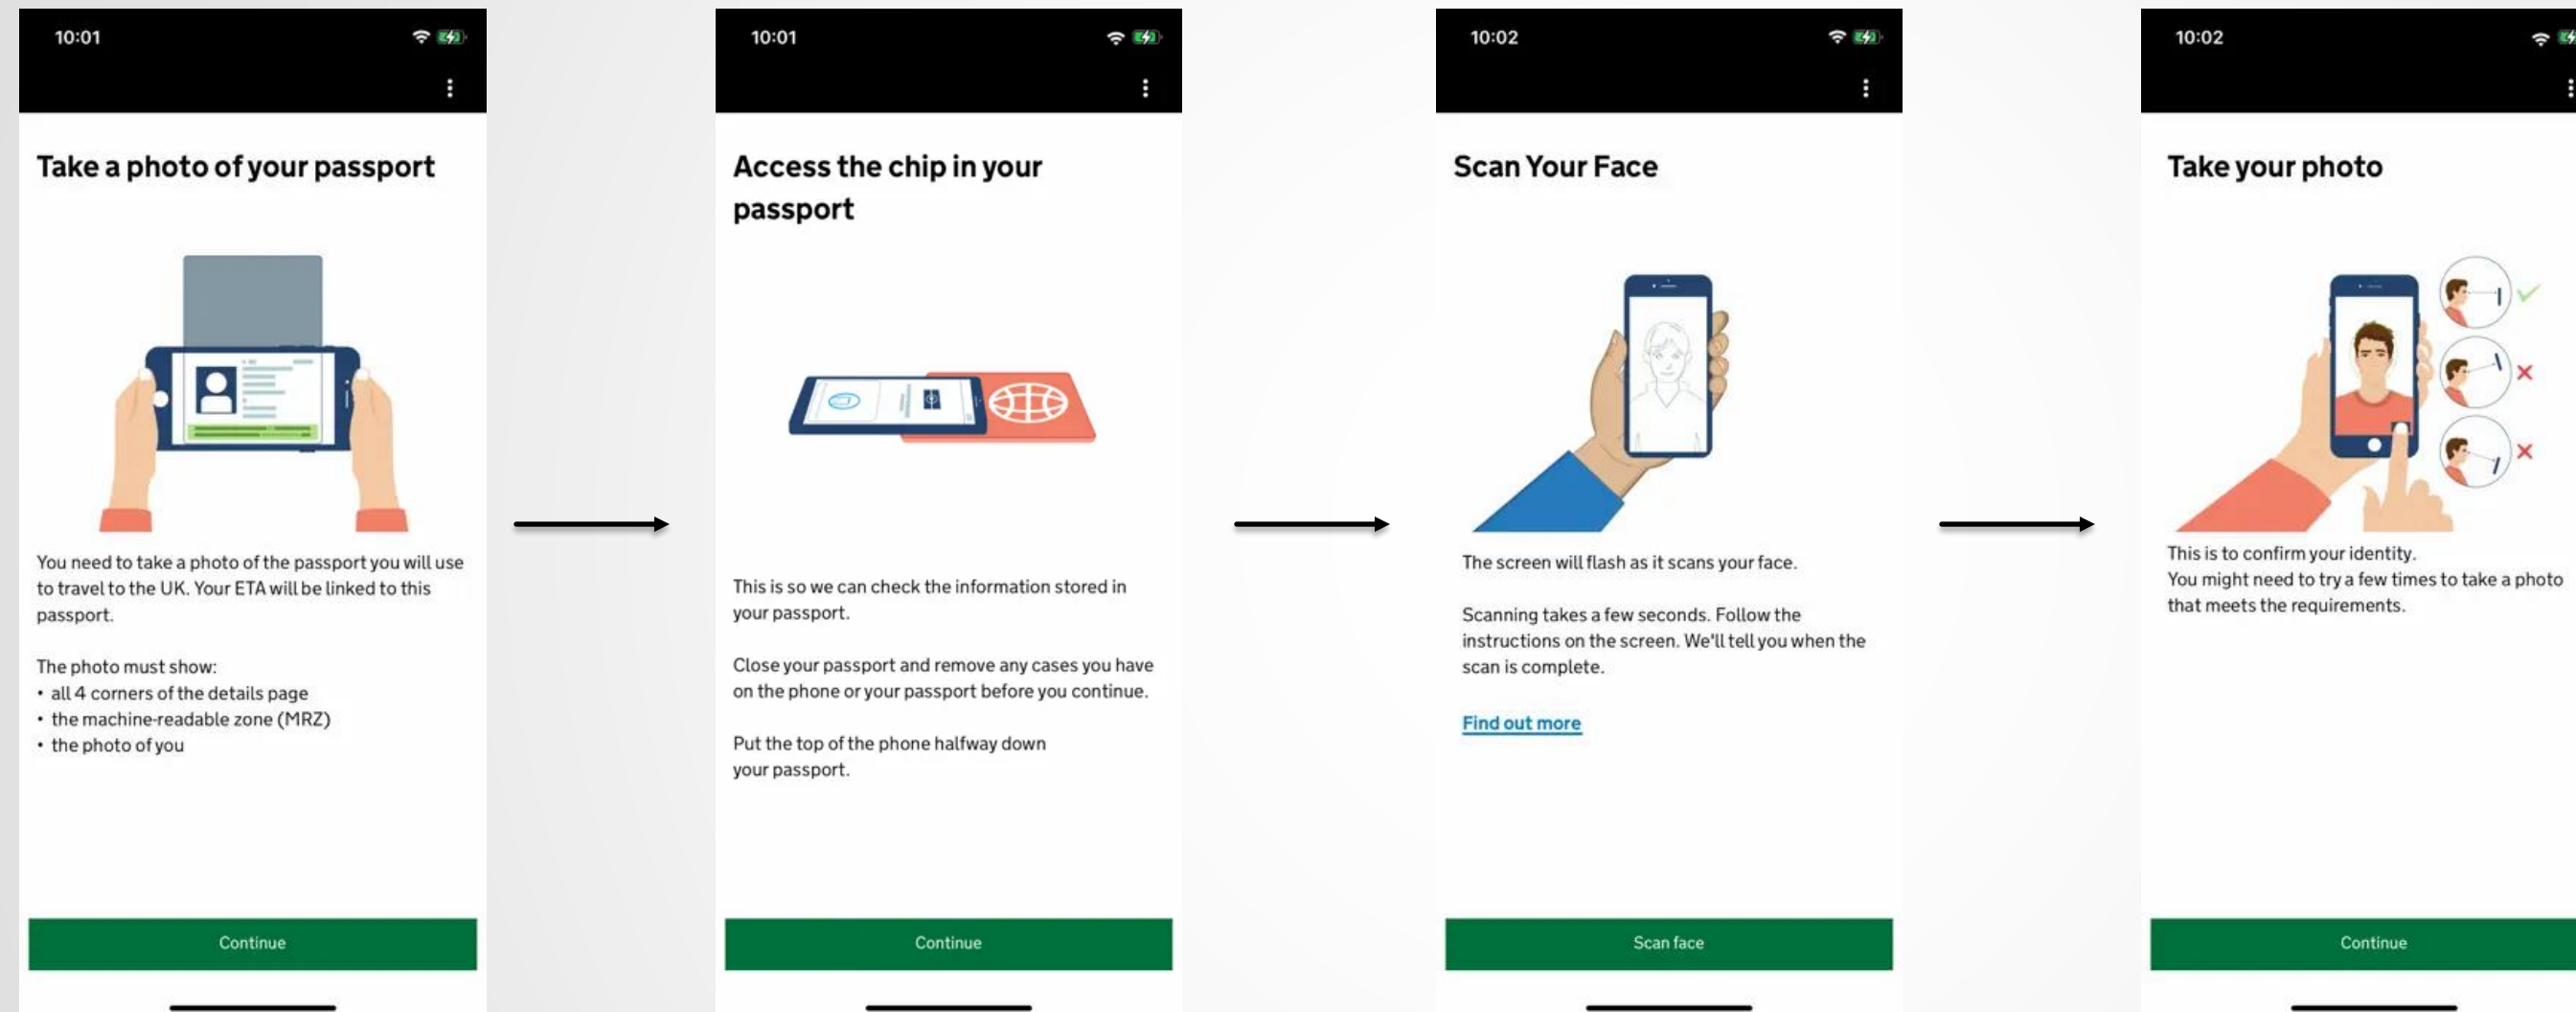 10:01
Take a photo of your passport
You need to take a photo of the passport you will use
to travel to the UK. Your ETA will be linked to this
passport.
The photo must show:
• all 4 corners of the details page
• the machine-readable zone (MRZ)
• the photo of you
Continue
10:01
Access the chip in your
passport
This is so we can check the information stored in
your passport.
Close your passport and remove any cases you have
on the phone or your passport before you continue.
Put the top of the phone halfway down
your passport.
Continue
10:02
Scan Your Face
The screen will flash as it scans your face.
Scanning takes a few seconds. Follow the
instructions on the screen. We'll tell you when the
scan is complete.
Find out more
Scan face
10:02
Take your photo
This is to confirm your identity.
You might need to try a few times to take a photo
that meets the requirements.
Continue